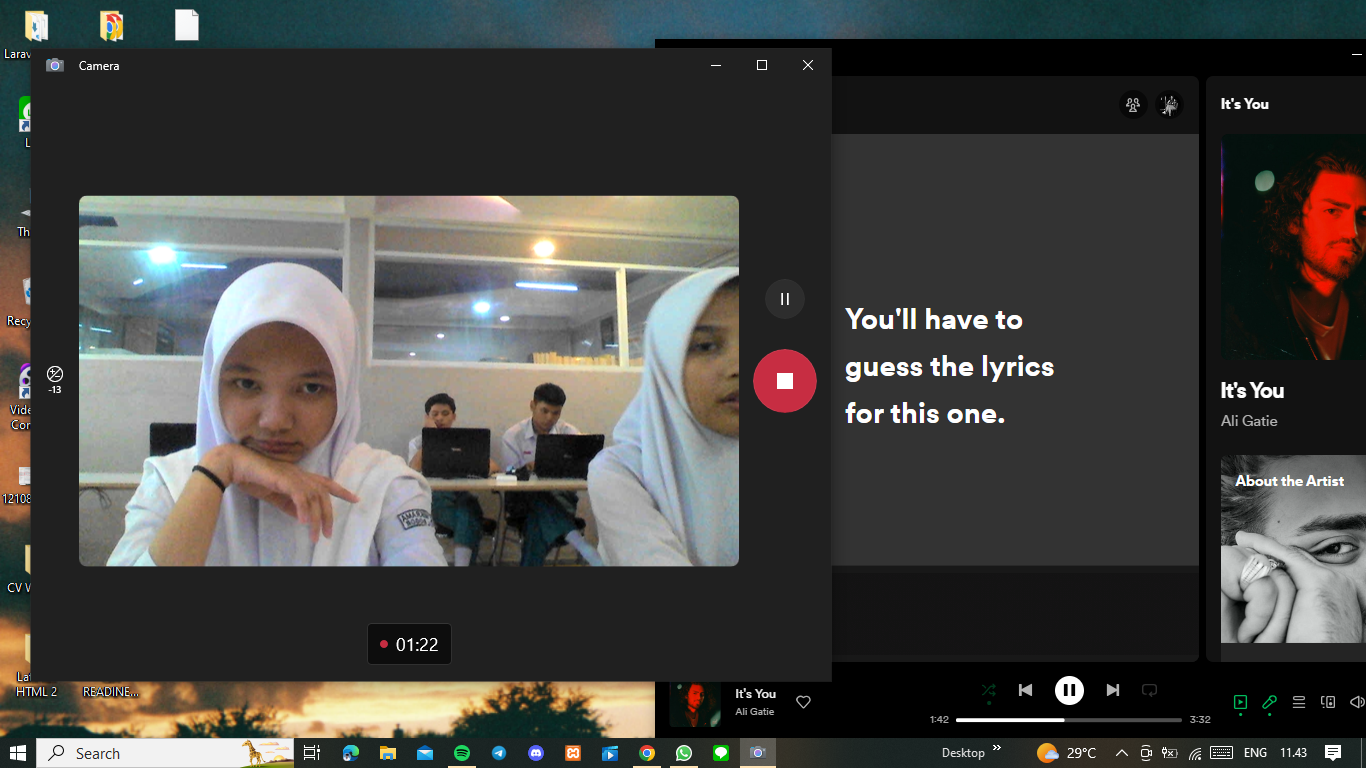 Larav
L
Th
Recy
Vide
Cor
12108
CV W
La
HTML 2
READINE...
Camera
-13
01:22
You'll have to
guess the lyrics
for this one.
It's You
It's You
Ali Gatie
About the Artist
It's You
Ali Gatie
1:42
3:32
Search
Desktop
29°C
ENG
11.43